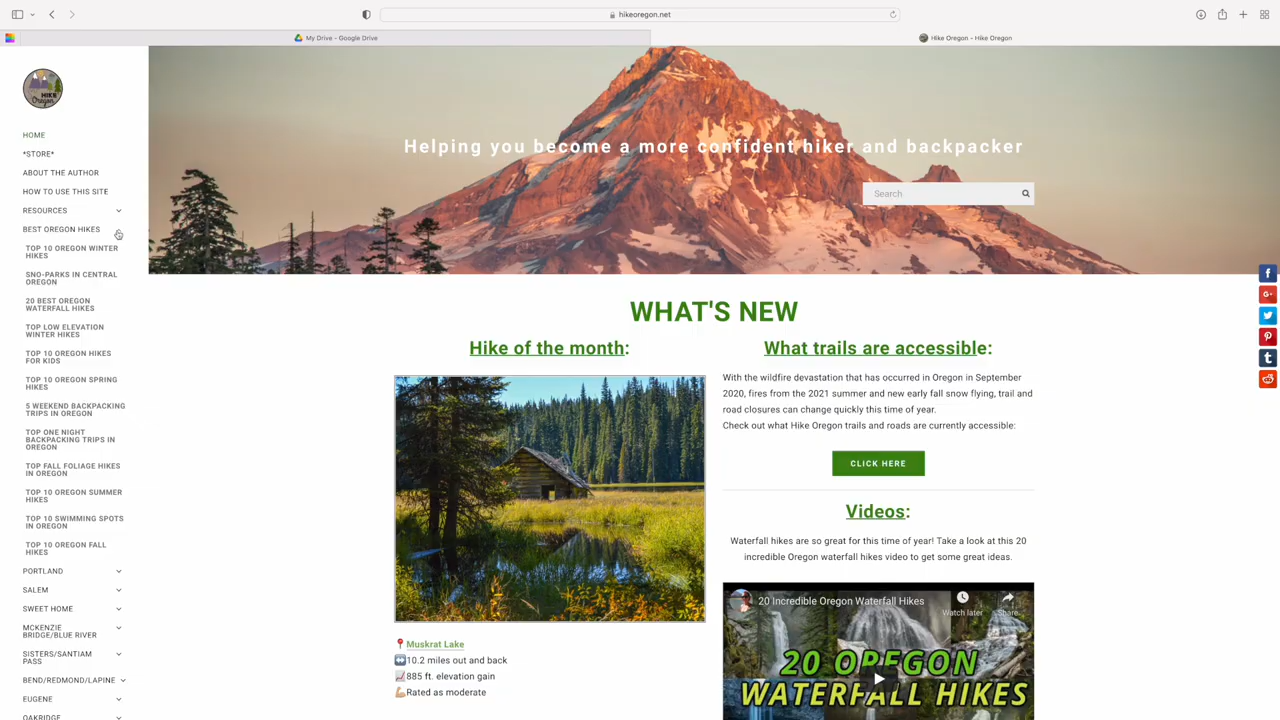 hikeoregon.net
My Drive - Google Drive
Hike Oregon - Hike Oregon
HIKE
Oregon
HOME
*STORE*
ABOUT THE AUTHOR
HOW TO USE THIS SITE
RESOURCES
BEST OREGON HIKES
TOP 10 OREGON WINTER
HIKES
SNO-PARKS IN CENTRAL
OREGON
20 BEST OREGON
WATERFALL HIKES
TOP LOW ELEVATION
WINTER HIKES
TOP 10 OREGON HIKES
FOR KIDS
TOP 10 OREGON SPRING
HIKES
5 WEEKEND BACKPACKING
TRIPS IN OREGON
TOP ONE NIGHT
BACKPACKING TRIPS IN
OREGON
TOP FALL FOLIAGE HIKES
IN OREGON
TOP 10 OREGON SUMMER
HIKES
TOP 10 SWIMMING SPOTS
IN OREGON
TOP 10 OREGON FALL
HIKES
PORTLAND
SALEM
SWEET HOME
MCKENZIE
BRIDGE/BLUE RIVER
SISTERS/SANTIAM
PASS
BEND/REDMOND/LAPINE
EUGENE
OAKRIDGE
Helping you become a more confident hiker and backpacker
Search
WHAT'S NEW
Hike of the month:
Muskrat Lake
10.2 miles out and back
885 ft. elevation gain
Rated as moderate
What trails are accessible:
With the wildfire devastation that has occurred in Oregon in September
2020, fires from the 2021 summer and new early fall snow flying, trail and
road closures can change quickly this time of year.
Check out what Hike Oregon trails and roads are currently accessible:
CLICK HERE
Videos:
Waterfall hikes are so great for this time of year! Take a look at this 20
incredible Oregon waterfall hikes video to get some great ideas.
20 Incredible Oregon Waterfall Hikes
Watch later
Share
20 OREGON
WATERFALL HIKES